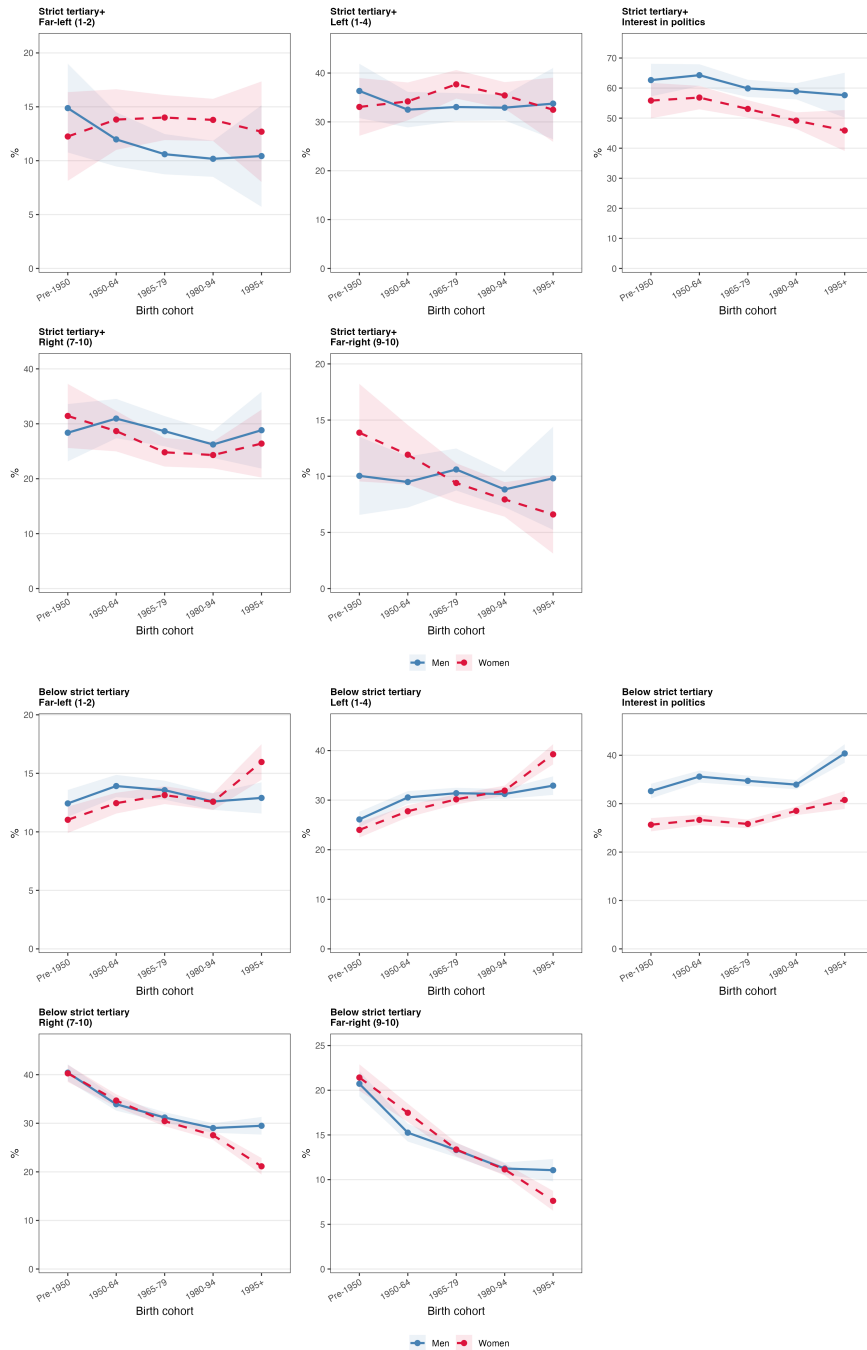 Strict tertiary+
Far-left (1-2)
20
15
10
5
0
%
Pre-1950
1950-64
1965-79
1980-94
1995+
Birth cohort
Strict tertiary+
Left (1-4)
40
30
20
10
0
%
Pre-1950
1950-64
1965-79
1980-94
1995+
Birth cohort
Strict tertiary+
Interest in politics
70
60
50
40
30
20
10
0
%
Pre-1950
1950-64
1965-79
1980-94
1995+
Birth cohort
Strict tertiary+
Right (7-10)
40
30
20
10
0
%
Pre-1950
1950-64
1965-79
1980-94
1995+
Birth cohort
Strict tertiary+
Far-right (9-10)
20
15
10
5
0
%
Pre-1950
1950-64
1965-79
1980-94
1995+
Birth cohort
Men Women
Below strict tertiary
Far-left (1-2)
20
15
10
5
0
%
Pre-1950
1950-64
1965-79
1980-94
1995+
Birth cohort
Below strict tertiary
Left (1-4)
40
30
20
10
0
%
Pre-1950
1950-64
1965-79
1980-94
1995+
Birth cohort
Below strict tertiary
Interest in politics
40
30
20
10
0
%
Pre-1950
1950-64
1965-79
1980-94
1995+
Birth cohort
Below strict tertiary
Right (7-10)
40
30
20
10
0
%
Pre-1950
1950-64
1965-79
1980-94
1995+
Birth cohort
Below strict tertiary
Far-right (9-10)
25
20
15
10
5
0
%
Pre-1950
1950-64
1965-79
1980-94
1995+
Birth cohort
Men Women